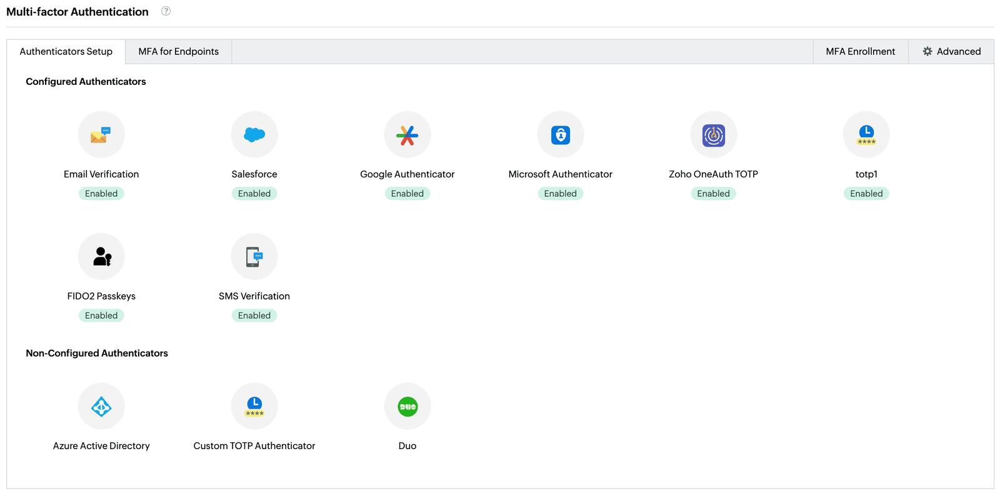 Multi-factor Authentication ?
Authenticators Setup MFA for Endpoints MFA Enrollment Advanced
Configured Authenticators
Email Verification Salesforce Google Authenticator Microsoft Authenticator Zoho OneAuth TOTP totp1
Enabled Enabled Enabled Enabled Enabled Enabled
FIDO2 Passkeys SMS Verification
Enabled Enabled
Non-Configured Authenticators
DUO
Azure Active Directory Custom TOTP Authenticator Duo